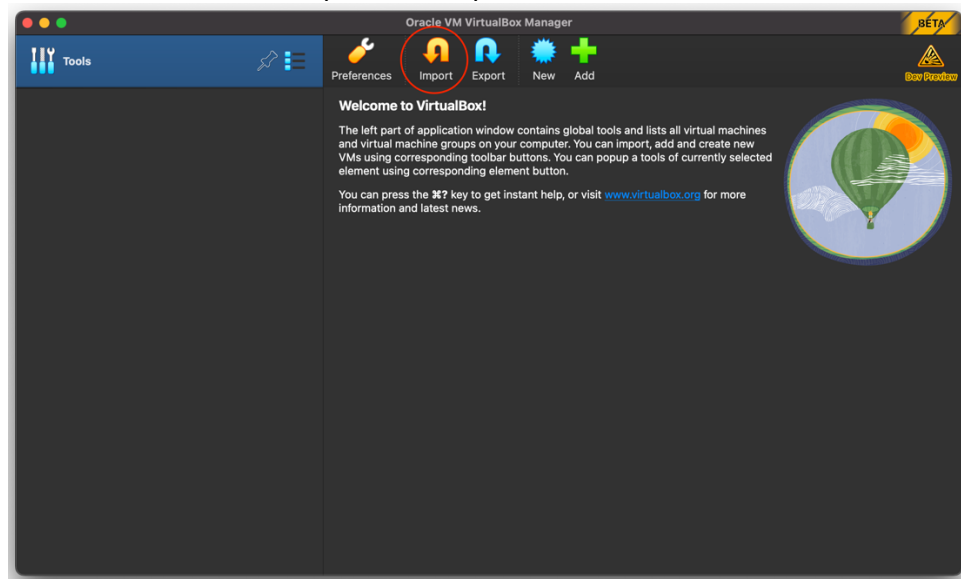 Oracle VM VirtualBox Manager
BETA
Tools
Preferences
Import
Export
New
Add
Dev Preview
Welcome to VirtualBox!
The left part of application window contains global tools and lists all virtual machines
and virtual machine groups on your computer. You can import, add and create new
VMs using corresponding toolbar buttons. You can popup a tools of currently selected
element using corresponding element button.
You can press the ⌘? key to get instant help, or visit www.virtualbox.org for more
information and latest news.